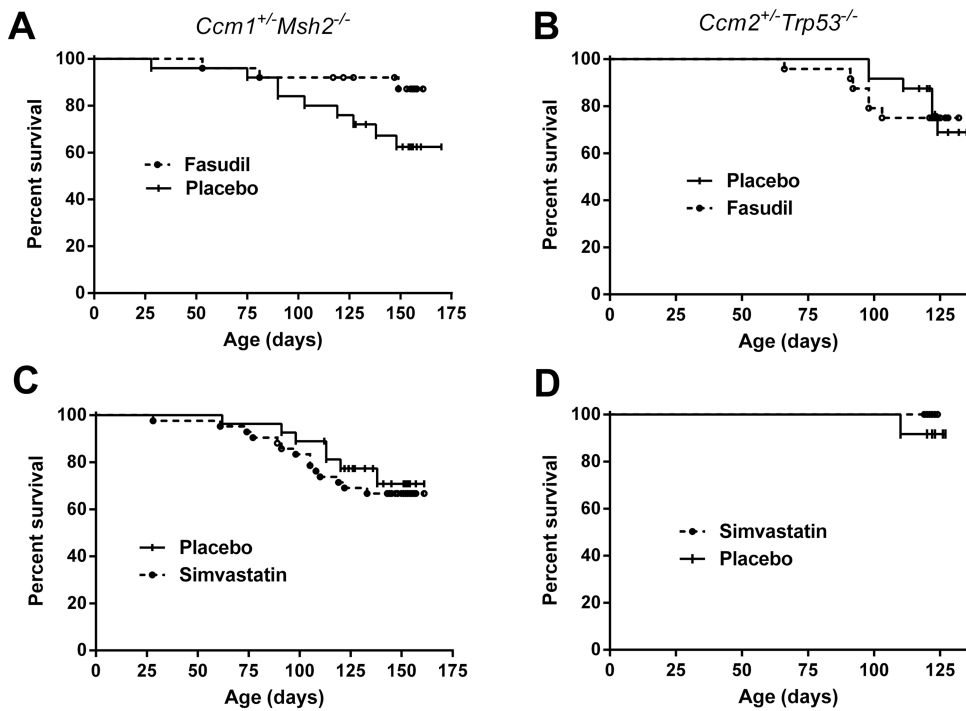 A
Ccm1+/-Msh2-/-
100
80
60
40
20
0
Percent survival
Fasudil
Placebo
0 25 50 75 100 125 150 175
Age (days)
B
Ccm2+/-Trp53-/-
100
80
60
40
20
0
Percent survival
Placebo
Fasudil
0 25 50 75 100 125
Age (days)
C
100
80
60
40
20
0
Percent survival
Placebo
Simvastatin
0 25 50 75 100 125 150 175
Age (days)
D
100
80
60
40
20
0
Percent survival
Simvastatin
Placebo
0 25 50 75 100 125
Age (days)